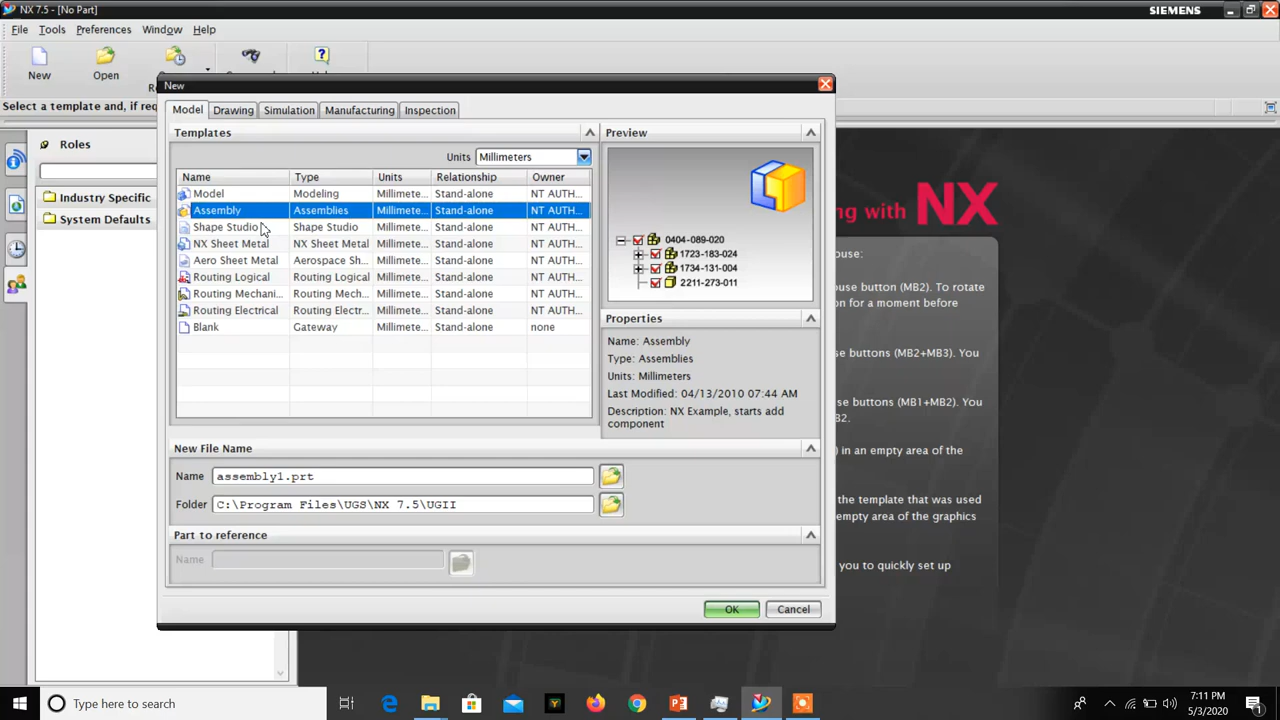 NX 7.5 - [No Part]
SIEMENS
File Tools Preferences Window Help
New Open
Select a template and, if req
New
Model Drawing Simulation Manufacturing Inspection
Roles
Industry Specific
System Defaults
Templates
Units Millimeters
Name Type Units Relationship Owner
Model Modeling Millimete... Stand-alone NT AUTH...
Assembly Assemblies Millimete... Stand-alone NT AUTH...
Shape Studio Shape Studio Millimete... Stand-alone NT AUTH...
NX Sheet Metal NX Sheet Metal Millimete... Stand-alone NT AUTH...
Aero Sheet Metal Aerospace Sh... Millimete... Stand-alone NT AUTH...
Routing Logical Routing Logical Millimete... Stand-alone NT AUTH...
Routing Mechani... Routing Mech... Millimete... Stand-alone NT AUTH...
Routing Electrical Routing Electr... Millimete... Stand-alone NT AUTH...
Blank Gateway Millimete... Stand-alone none
Preview
0404-089-020
1723-183-024
1734-131-004
2211-273-011
Properties
Name: Assembly
Type: Assemblies
Units: Millimeters
Last Modified: 04/13/2010 07:44 AM
Description: NX Example, starts add
component
New File Name
Name assembly1.prt
Folder C:\Program Files\UGS\NX 7.5\UGII
Part to reference
Name
OK Cancel
ng with NX
ouse:
ouse button (MB2). To rotate
on for a moment before
se buttons (MB2+MB3). You
se buttons (MB1+MB2). You
B2.
) in an empty area of the
the template that was used
empty area of the graphics
you to quickly set up
Type here to search
7:11 PM
5/3/2020